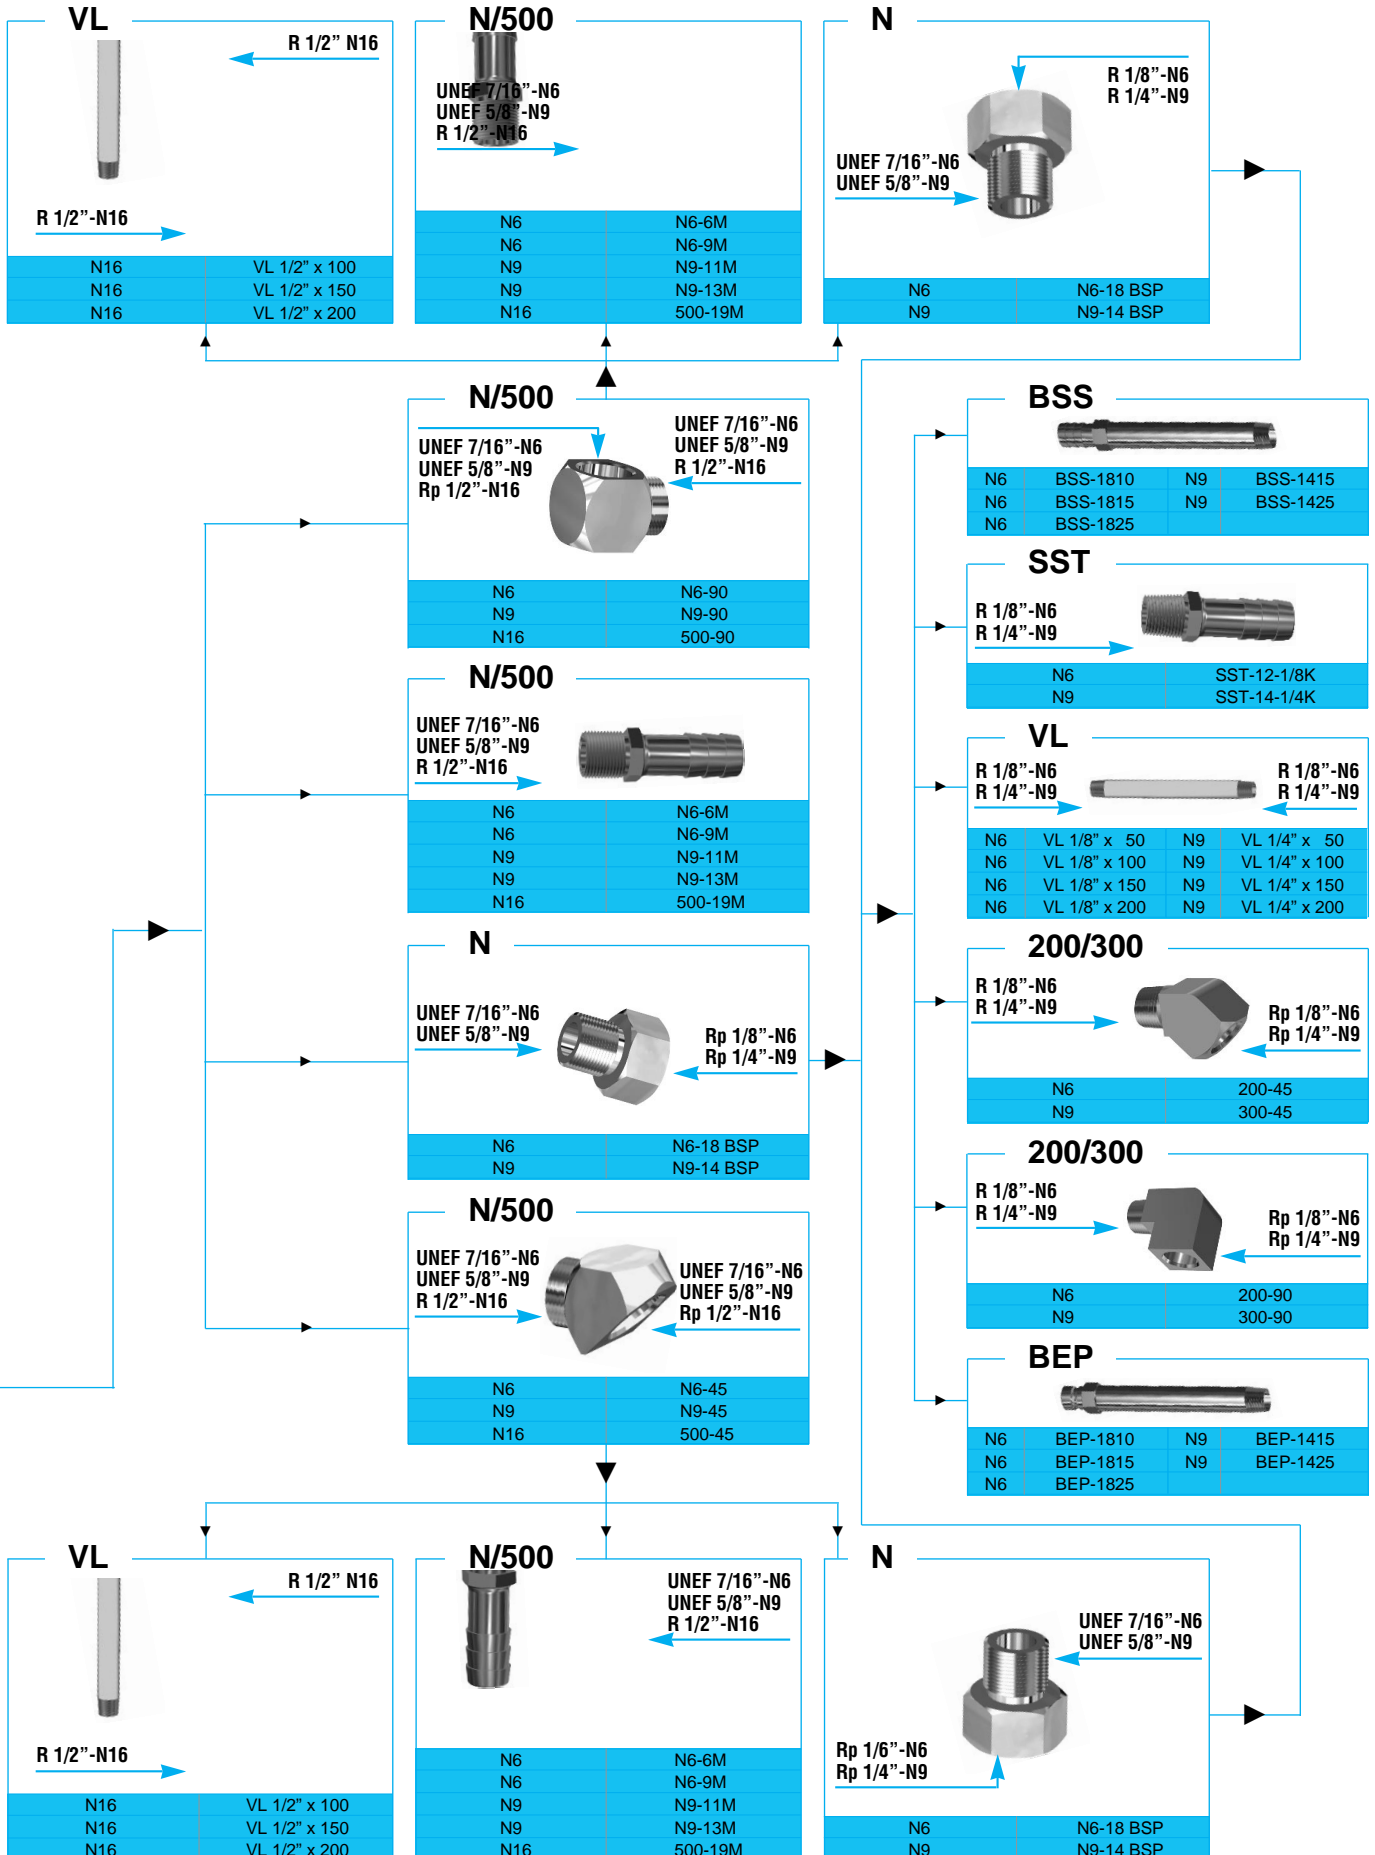 VL
R 1/2” N16
R 1/2”-N16
N16 VL 1/2” x 100
N16 VL 1/2” x 150
N16 VL 1/2” x 200
N/500
UNEF 7/16”-N6
UNEF 5/8”-N9
R 1/2”-N16
N6 N6-6M
N6 N6-9M
N9 N9-11M
N9 N9-13M
N16 500-19M
N
R 1/8”-N6
R 1/4”-N9
UNEF 7/16”-N6
UNEF 5/8”-N9
N6 N6-18 BSP
N9 N9-14 BSP
N/500
UNEF 7/16”-N6
UNEF 5/8”-N9
Rp 1/2”-N16
UNEF 7/16”-N6
UNEF 5/8”-N9
R 1/2”-N16
N6 N6-90
N9 N9-90
N16 500-90
N/500
UNEF 7/16”-N6
UNEF 5/8”-N9
R 1/2”-N16
N6 N6-6M
N6 N6-9M
N9 N9-11M
N9 N9-13M
N16 500-19M
N
UNEF 7/16”-N6
UNEF 5/8”-N9
Rp 1/8”-N6
Rp 1/4”-N9
N6 N6-18 BSP
N9 N9-14 BSP
N/500
UNEF 7/16”-N6
UNEF 5/8”-N9
R 1/2”-N16
UNEF 7/16”-N6
UNEF 5/8”-N9
Rp 1/2”-N16
N6 N6-45
N9 N9-45
N16 500-45
BSS
N6 BSS-1810 N9 BSS-1415
N6 BSS-1815 N9 BSS-1425
N6 BSS-1825
SST
R 1/8”-N6
R 1/4”-N9
N6 SST-12-1/8K
N9 SST-14-1/4K
VL
R 1/8”-N6
R 1/4”-N9
R 1/8”-N6
R 1/4”-N9
N6 VL 1/8” x 50 N9 VL 1/4” x 50
N6 VL 1/8” x 100 N9 VL 1/4” x 100
N6 VL 1/8” x 150 N9 VL 1/4” x 150
N6 VL 1/8” x 200 N9 VL 1/4” x 200
200/300
R 1/8”-N6
R 1/4”-N9
Rp 1/8”-N6
Rp 1/4”-N9
N6 200-45
N9 300-45
200/300
R 1/8”-N6
R 1/4”-N9
Rp 1/8”-N6
Rp 1/4”-N9
N6 200-90
N9 300-90
BEP
N6 BEP-1810 N9 BEP-1415
N6 BEP-1815 N9 BEP-1425
N6 BEP-1825
VL
R 1/2” N16
R 1/2”-N16
N16 VL 1/2” x 100
N16 VL 1/2” x 150
N16 VL 1/2” x 200
N/500
UNEF 7/16”-N6
UNEF 5/8”-N9
R 1/2”-N16
N6 N6-6M
N6 N6-9M
N9 N9-11M
N9 N9-13M
N16 500-19M
N
UNEF 7/16”-N6
UNEF 5/8”-N9
Rp 1/6”-N6
Rp 1/4”-N9
N6 N6-18 BSP
N9 N9-14 BSP